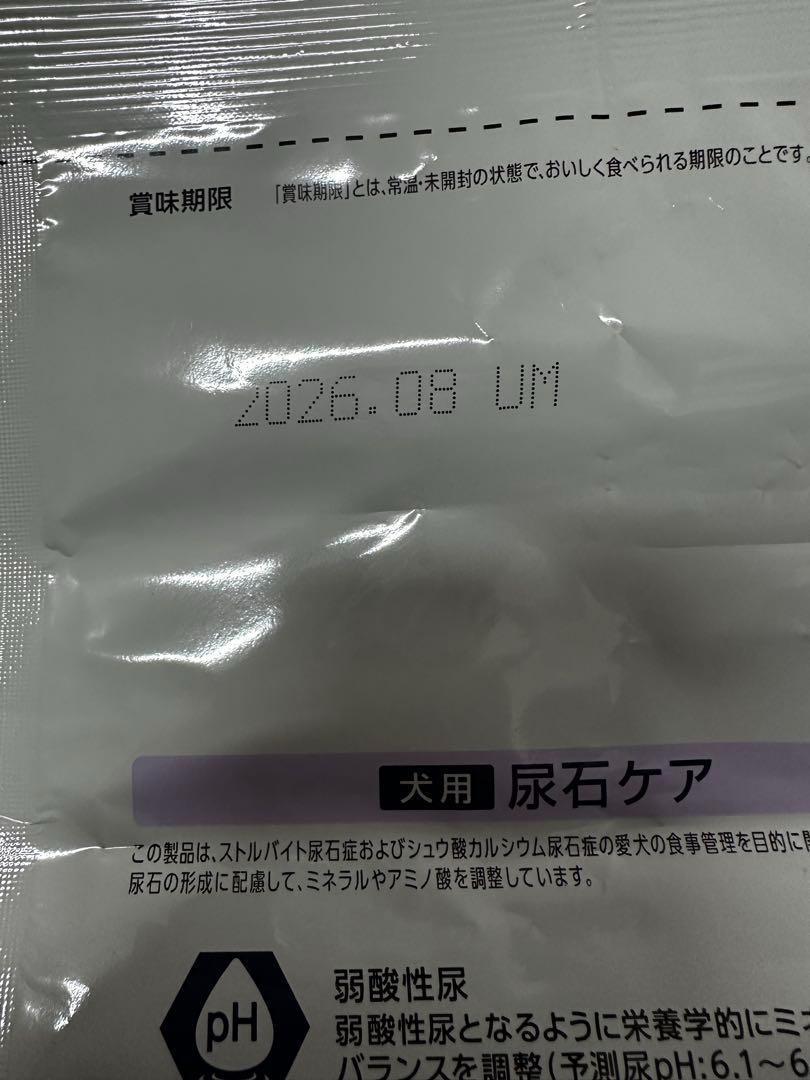 賞味期限 「賞味期限」とは、常温・未開封の状態で、おいしく食べられる期限のことです。
2026.08 UM
犬用 尿石ケア
この製品は、ストルバイト尿石症およびシュウ酸カルシウム尿石症の愛犬の食事管理を目的に
尿石の形成に配慮して、ミネラルやアミノ酸を調整しています。
pH
弱酸性尿
弱酸性尿となるように栄養学的にミネ
バランスを調整(予測尿pH:6.1～6